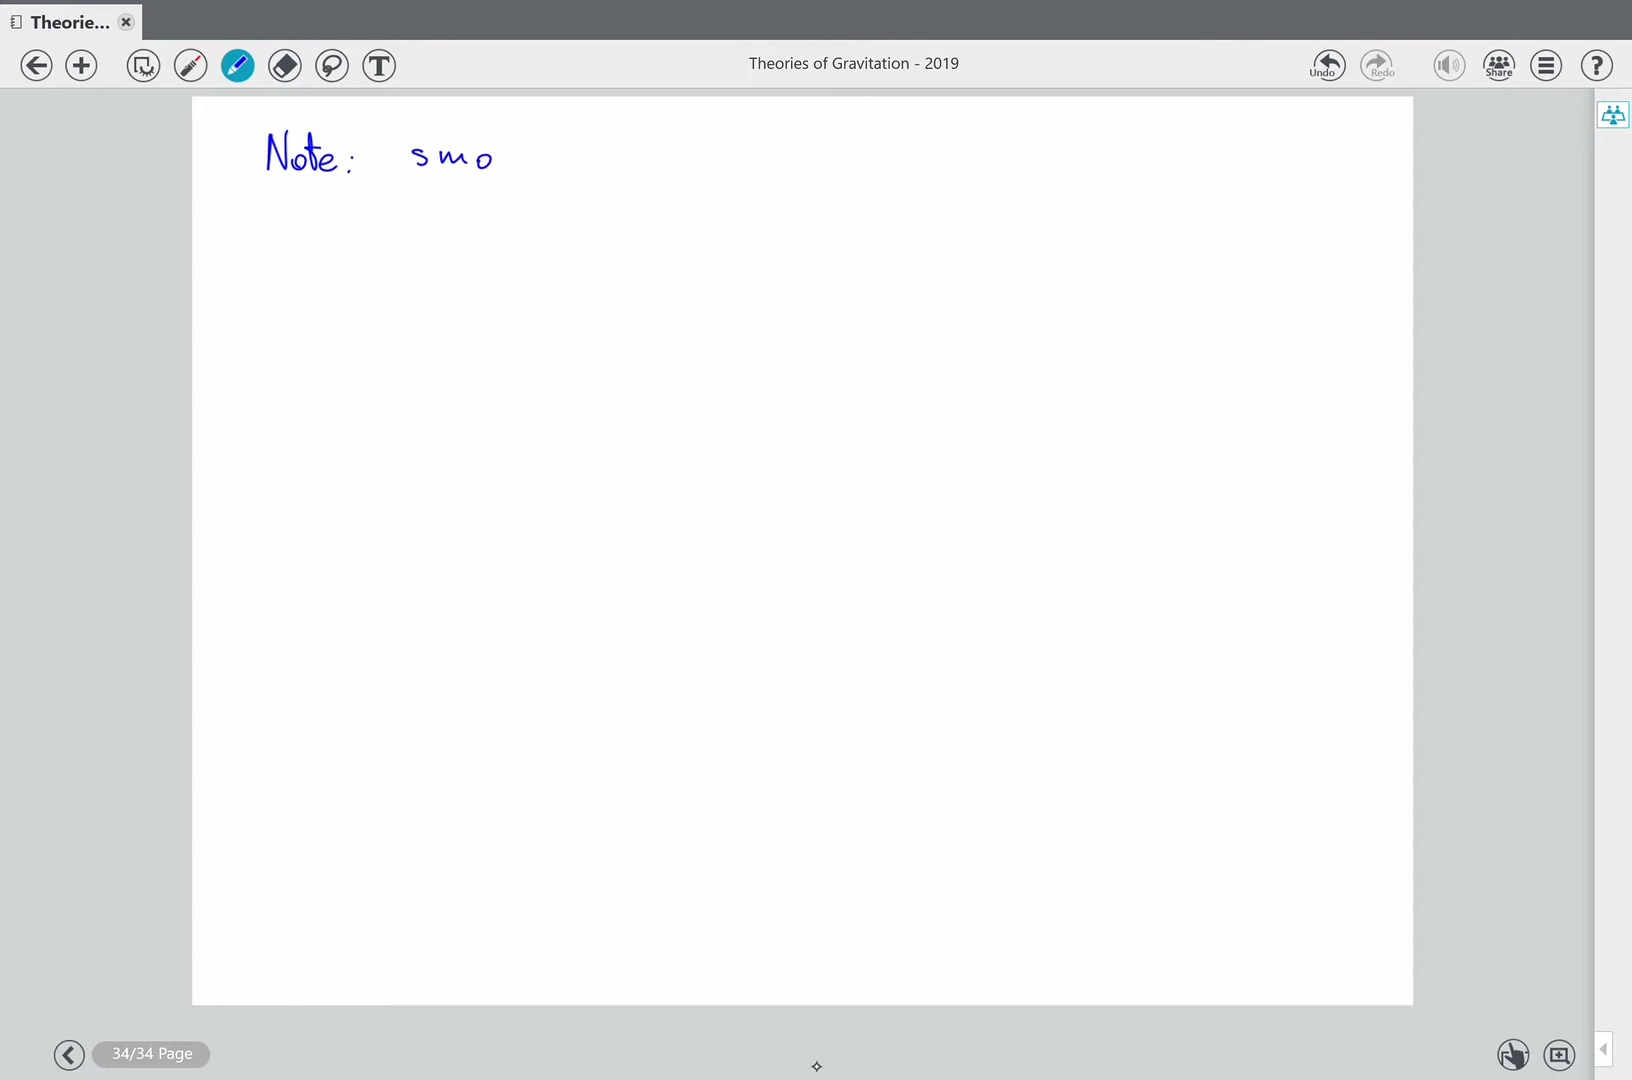 Theorie...
Undo
Redo
Theories of Gravitation - 2019
Share
?
T
Note: smo
34/34 Page